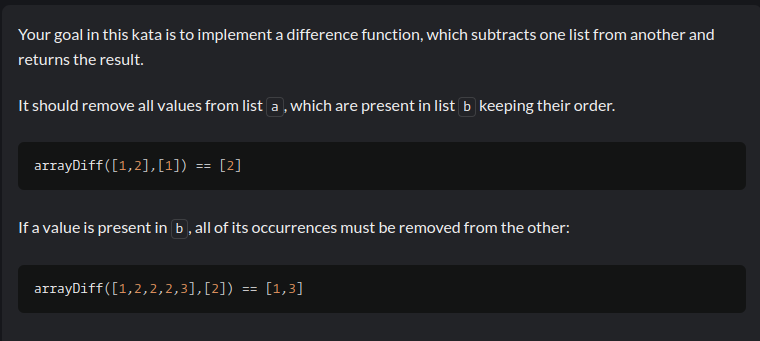 Your goal in this kata is to implement a difference function, which subtracts one list from another and
returns the result.
It should remove all values from list a, which are present in list b keeping their order.
arrayDiff([1,2],[1]) == [2]
If a value is present in b, all of its occurrences must be removed from the other:
arrayDiff([1,2,2,2,3],[2]) == [1,3]